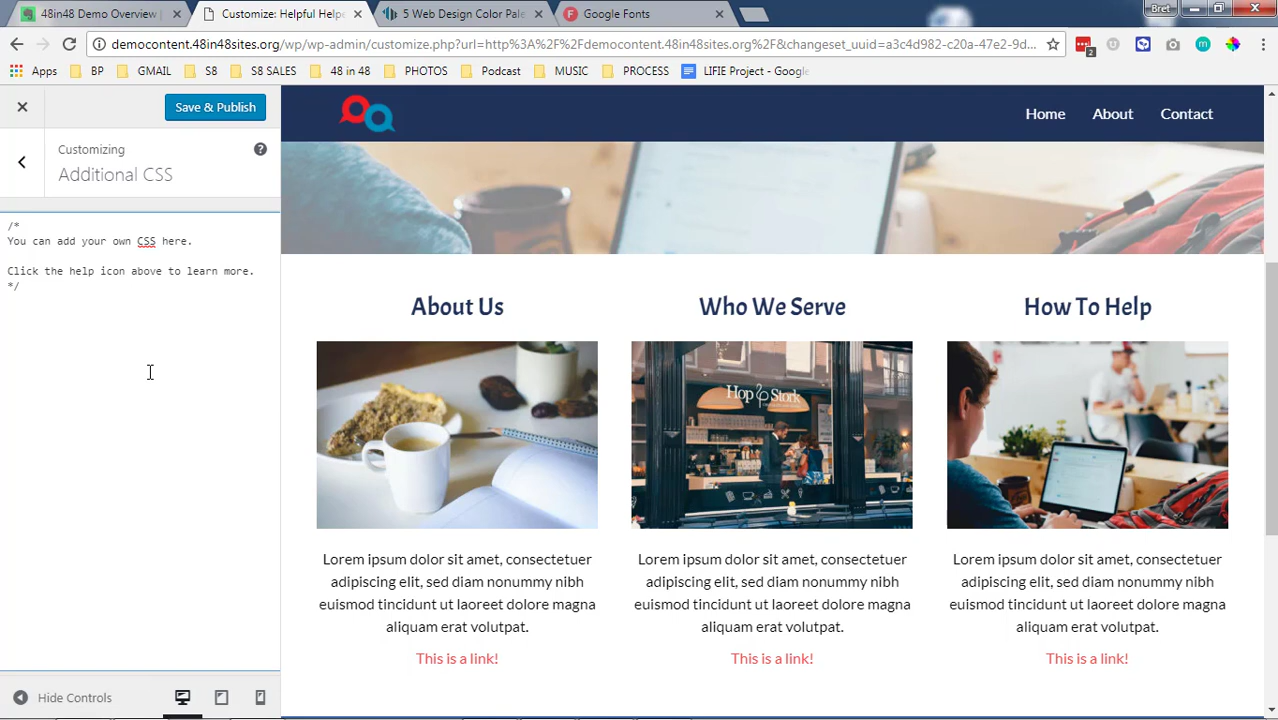 48in48 Demo Overview
Customize: Helpful Help
5 Web Design Color Pale
Google Fonts
Bret
democontent.48in48sites.org/wp/wp-admin/customize.php?url=http%3A%2F%2Fdemocontent.48in48sites.org%2F&changeset_uuid=a3c4d982-c20a-47e2-9d...
2
Apps
BP
GMAIL
S8
S8 SALES
48 in 48
PHOTOS
Podcast
MUSIC
PROCESS
LIFIE Project - Google
Save & Publish
Customizing
Additional CSS
/*
You can add your own CSS here.
Click the help icon above to learn more.
*/
Hide Controls
Home About Contact
About Us
Who We Serve
How To Help
Hop & Stork
Lorem ipsum dolor sit amet, consectetuer
adipiscing elit, sed diam nonummy nibh
euismod tincidunt ut laoreet dolore magna
aliquam erat volutpat.
This is a link!
Lorem ipsum dolor sit amet, consectetuer
adipiscing elit, sed diam nonummy nibh
euismod tincidunt ut laoreet dolore magna
aliquam erat volutpat.
This is a link!
Lorem ipsum dolor sit amet, consectetuer
adipiscing elit, sed diam nonummy nibh
euismod tincidunt ut laoreet dolore magna
aliquam erat volutpat.
This is a link!